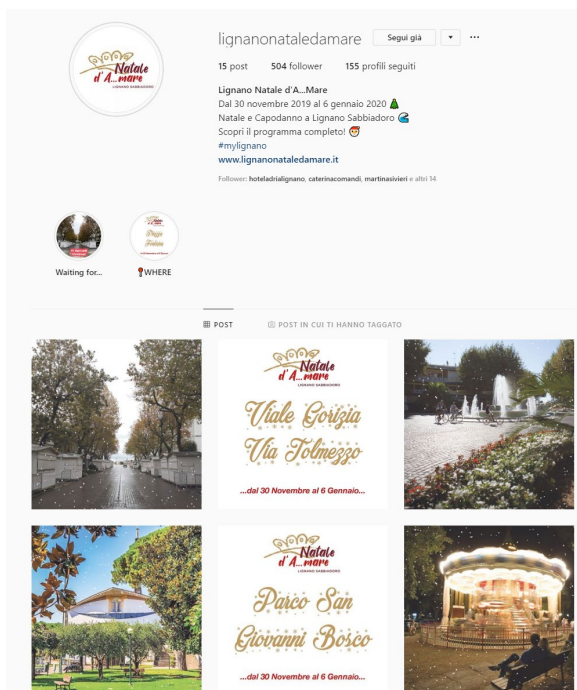 Natale
d'A...mare
LIGNANO SABBIADORO
lignanonataledamare
Segui già
15 post 504 follower 155 profili seguiti
Lignano Natale d'A...Mare
Dal 30 novembre 2019 al 6 gennaio 2020
Natale e Capodanno a Lignano Sabbiadoro
Scopri il programma completo!
#mylignano
www.lignanonataledamare.it
Follower: hoteladrialignano, caterinacomandi, martinasivieri e altri 14
Natale
d'A...mare
Piazza
Fontana
Waiting for...
WHERE
POST
POST IN CUI TI HANNO TAGGATO
Natale
d'A...mare
LIGNANO SABBIADORO
Viale Gorizia
Via Tolmezzo
...dal 30 Novembre al 6 Gennaio...
Natale
d'A...mare
LIGNANO SABBIADORO
Parco San
Giovanni Bosco
...dal 30 Novembre al 6 Gennaio...